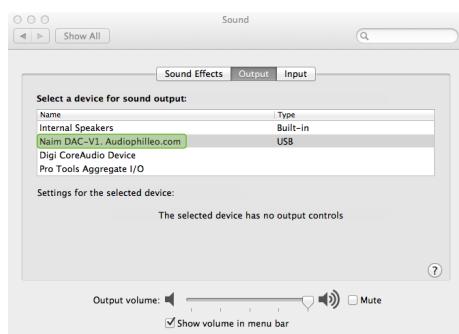 Sound
Show All
Sound Effects Output Input
Select a device for sound output:
Name Type
Internal Speakers Built-in
Naim DAC-V1, Audiophilleo.com USB
Digi CoreAudio Device
Pro Tools Aggregate I/O
Settings for the selected device:
The selected device has no output controls
?
Output volume: Mute
Show volume in menu bar